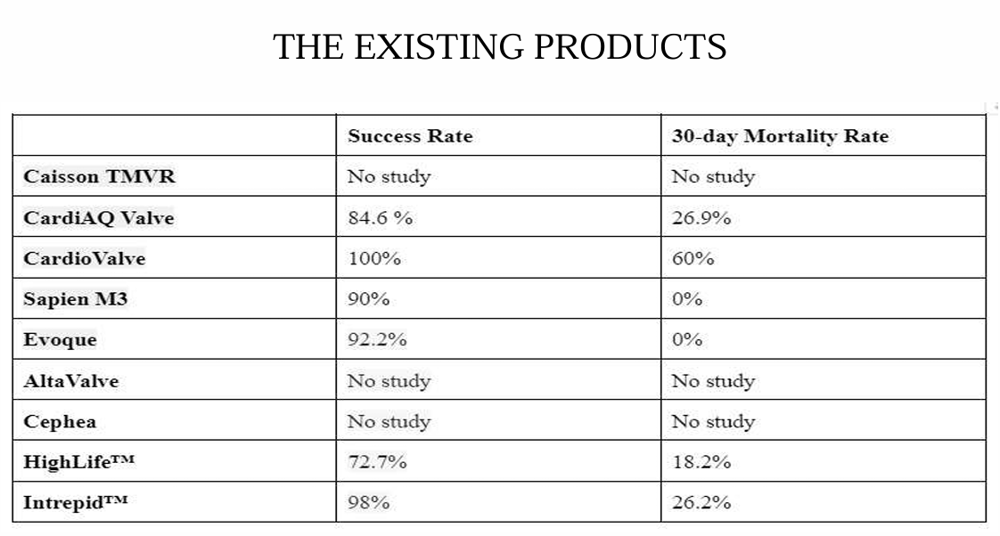 THE EXISTING PRODUCTS
Success Rate 30-day Mortality Rate
Caisson TMVR No study No study
CardiAQ Valve 84.6 % 26.9%
CardioValve 100% 60%
Sapien M3 90% 0%
Evoque 92.2% 0%
AltaValve No study No study
Cephea No study No study
HighLife™ 72.7% 18.2%
Intrepid™ 98% 26.2%